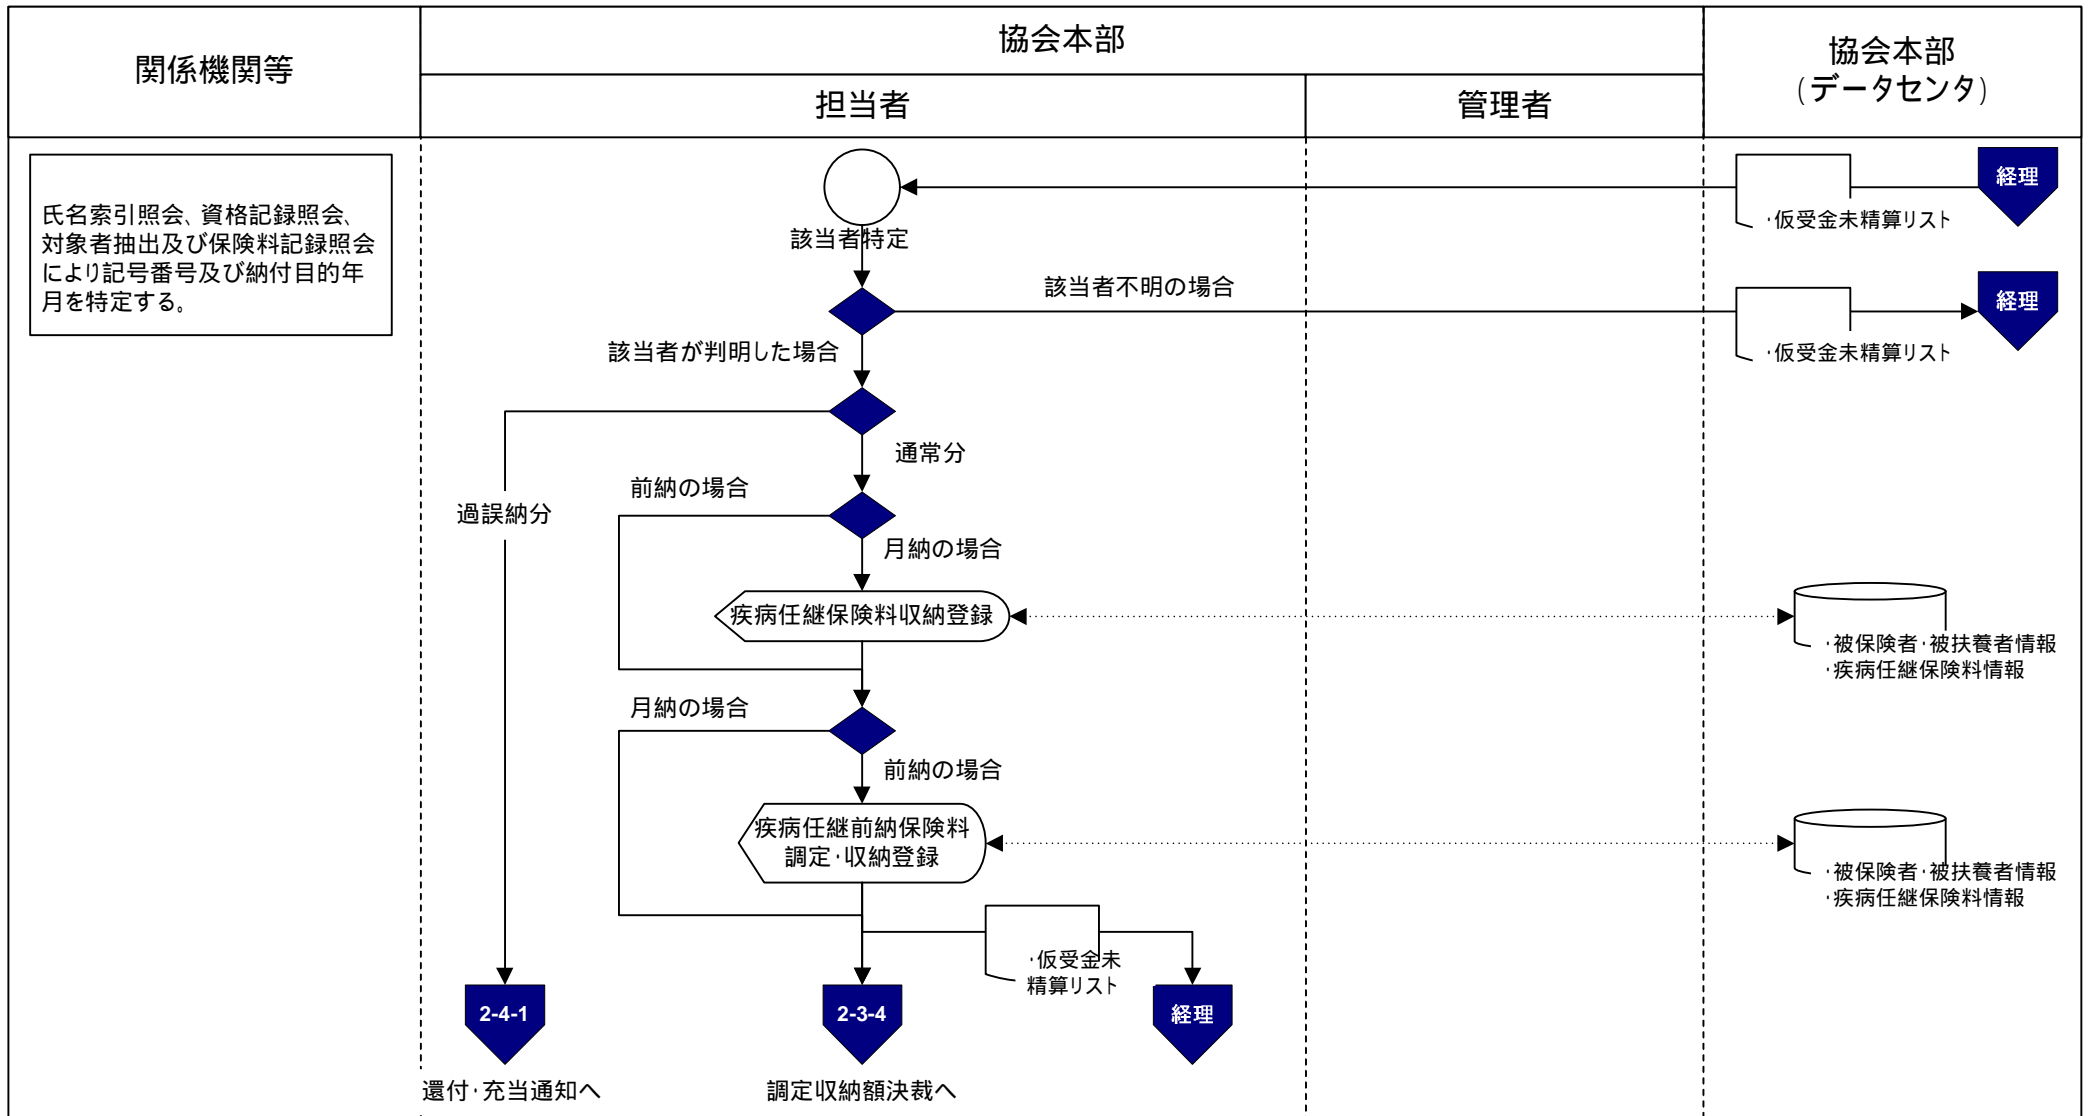 関係機関等
協会本部
担当者
管理者
協会本部
(データセンタ)
氏名索引照会、資格記録照会、
対象者抽出及び保険料記録照会
により記号番号及び納付目的年
月を特定する。
経理
・仮受金未精算リスト
該当者特定
該当者不明の場合
経理
・仮受金未精算リスト
該当者が判明した場合
通常分
前納の場合
過誤納分
月納の場合
疾病任継保険料収納登録
・被保険者・被扶養者情報
・疾病任継保険料情報
月納の場合
前納の場合
疾病任継前納保険料
調定・収納登録
・被保険者・被扶養者情報
・疾病任継保険料情報
・仮受金未
精算リスト
2-4-1
2-3-4
経理
還付・充当通知へ
調定収納額決裁へ